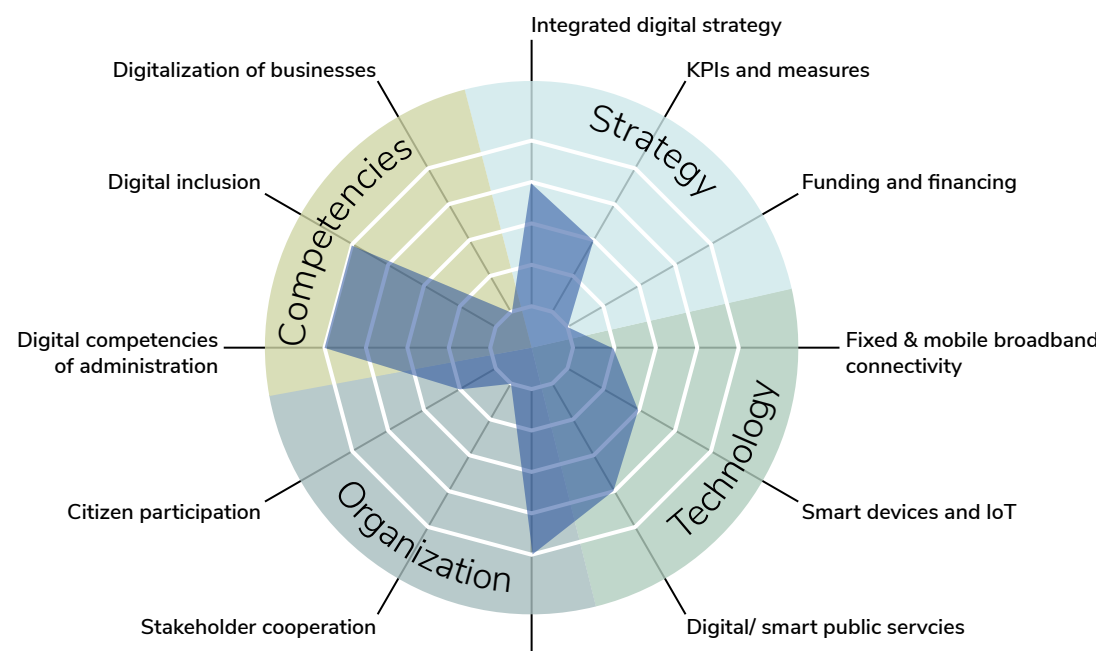 Integrated digital strategy
Digitalization of businesses
KPIs and measures
Strategy
Competencies
Digital inclusion
Funding and financing
Digital competencies
of administration
Fixed & mobile broadband
connectivity
Technology
Organization
Citizen participation
Smart devices and IoT
Stakeholder cooperation
Digital/ smart public servcies